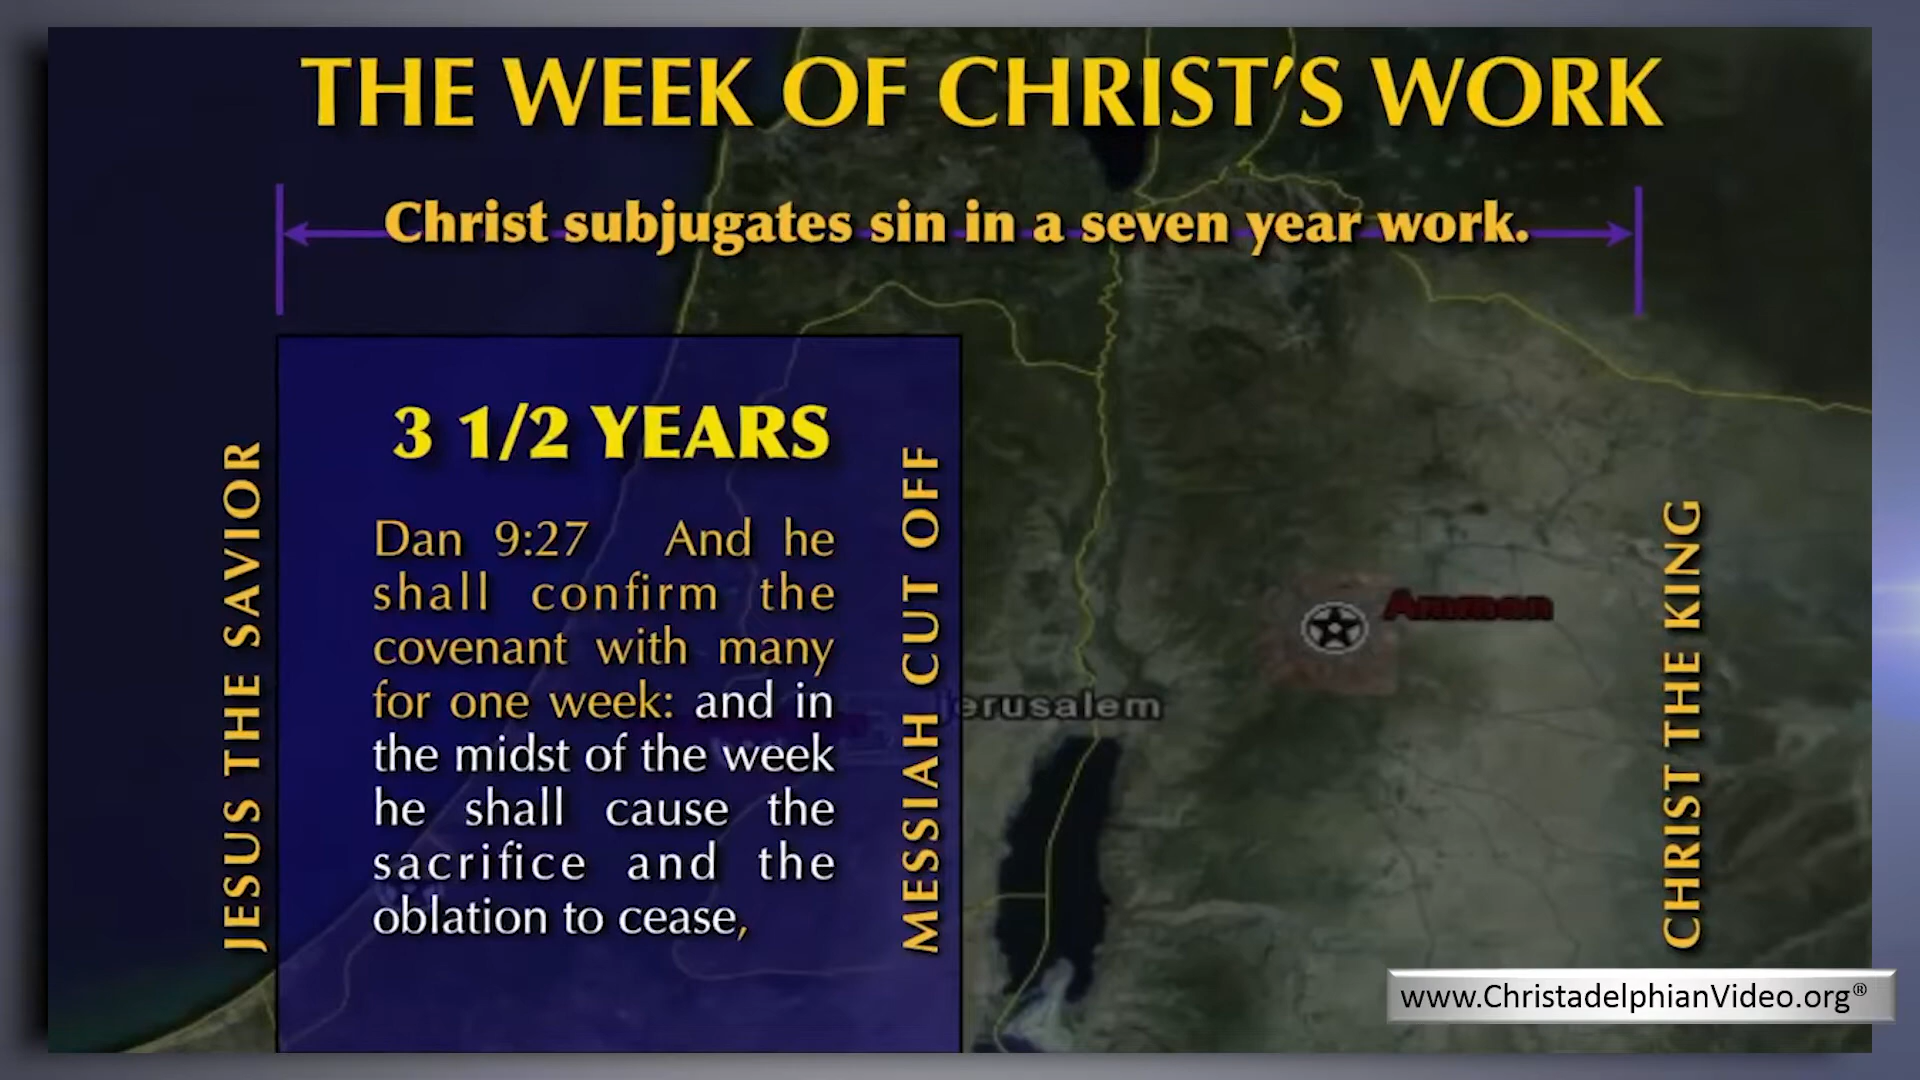 THE WEEK OF CHRIST'S WORK
Christ subjugates sin in a seven year work.
JESUS THE SAVIOR
3 1/2 YEARS
Dan 9:27 And he
shall confirm the
covenant with many
for one week: and in
the midst of the week
he shall cause the
sacrifice and the
oblation to cease,
MESSIAH CUT OFF
Jerusalem
Amman
CHRIST THE KING
www.ChristadelphianVideo.org®